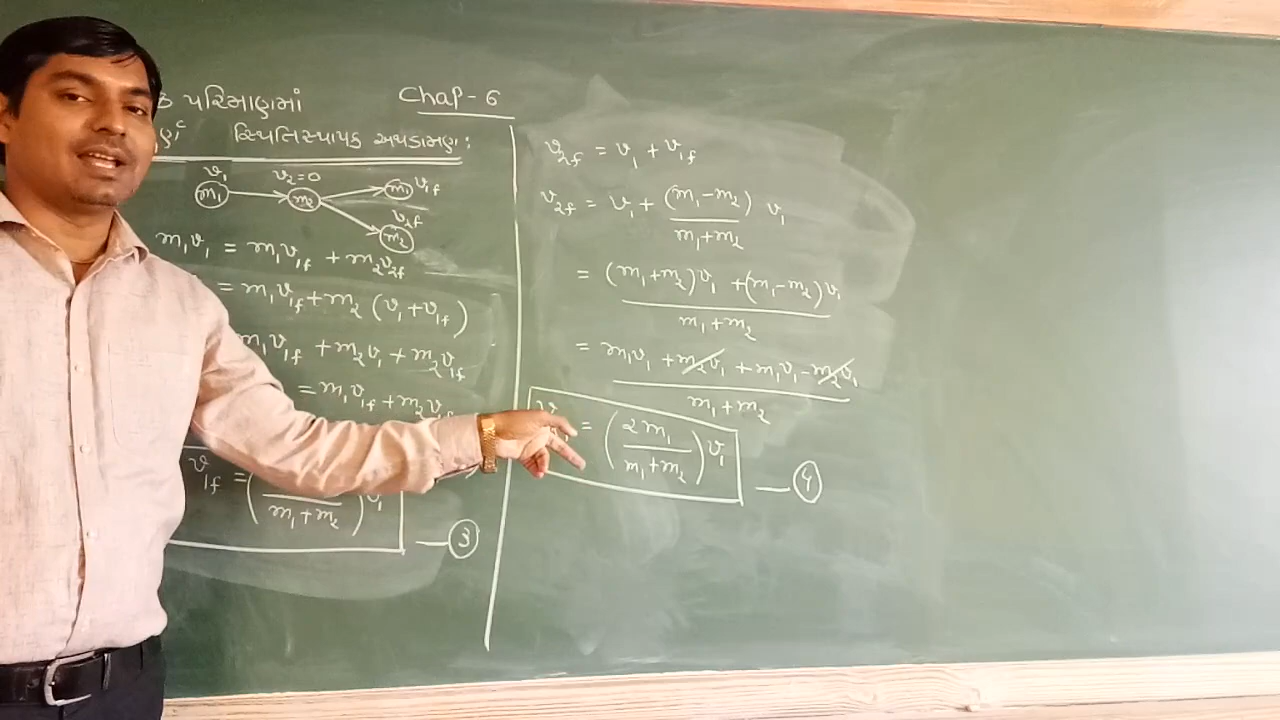 પરિમાણમાં Chap - 6
સ્થિતિસ્થાપક અથડામણ :
v₁ v₂=0 m₁ v₁f
m₁ m₂
v₂f
m₂
m₁v₁ = m₁v₁f + m₂v₂f
= m₁v₁f + m₂ (v₁ + v₁f)
m₁v₁f + m₂v₁ + m₂v₁f
= m₁v₁f + m₂v₁f
v₁f = ( / m₁+m₂ ) v₁ — ③
v₂f = v₁ + v₁f
v₂f = v₁ + (m₁-m₂) / m₁+m₂ v₁
= (m₁+m₂)v₁ + (m₁-m₂)v₁ / m₁+m₂
= m₁v₁ + m₂v₁ + m₁v₁ - m₂v₁ / m₁+m₂
= ( 2m₁ / m₁+m₂ ) v₁ — ④